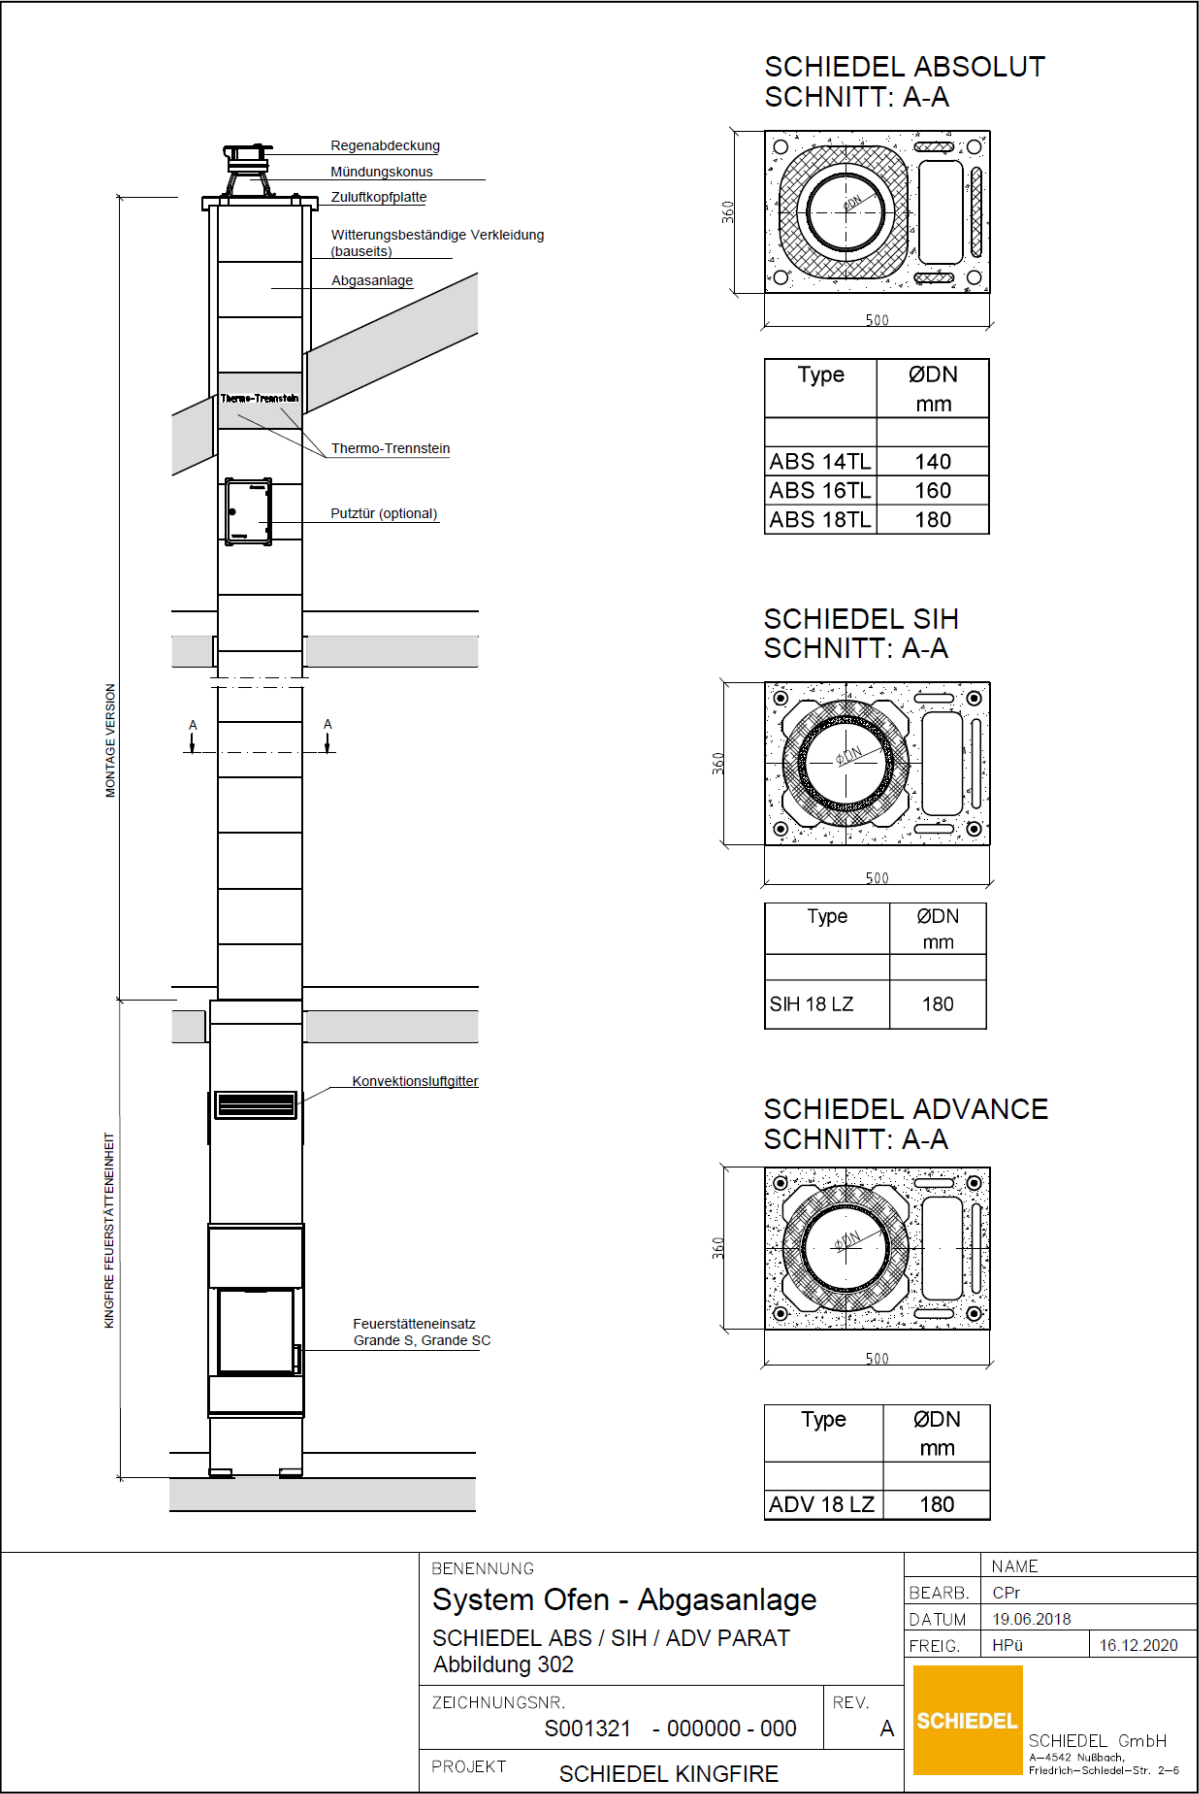 Regenabdeckung
Mündungskonus
Zuluftkopfplatte
Witterungsbeständige Verkleidung
(bauseits)
Abgasanlage
Thermo-Trennstein
Thermo-Trennstein
Putztür (optional)
MONTAGE VERSION
A
A
Konvektionsluftgitter
KINGFIRE FEUERSTÄTTENEINHEIT
Feuerstätteneinsatz
Grande S, Grande SC
SCHIEDEL ABSOLUT
SCHNITT: A-A
360
ØDN
500
Type ØDN
mm
ABS 14TL 140
ABS 16TL 160
ABS 18TL 180
SCHIEDEL SIH
SCHNITT: A-A
360
ØDN
500
Type ØDN
mm
SIH 18 LZ 180
SCHIEDEL ADVANCE
SCHNITT: A-A
360
ØDN
500
Type ØDN
mm
ADV 18 LZ 180
BENENNUNG
System Ofen - Abgasanlage
SCHIEDEL ABS / SIH / ADV PARAT
Abbildung 302
ZEICHNUNGSNR.
S001321 - 000000 - 000
REV.
A
PROJEKT SCHIEDEL KINGFIRE
NAME
BEARB. CPr
DATUM 19.06.2018
FREIG. HPü 16.12.2020
SCHIEDEL
SCHIEDEL GmbH
A-4542 Nußbach,
Friedrich-Schiedel-Str. 2-6